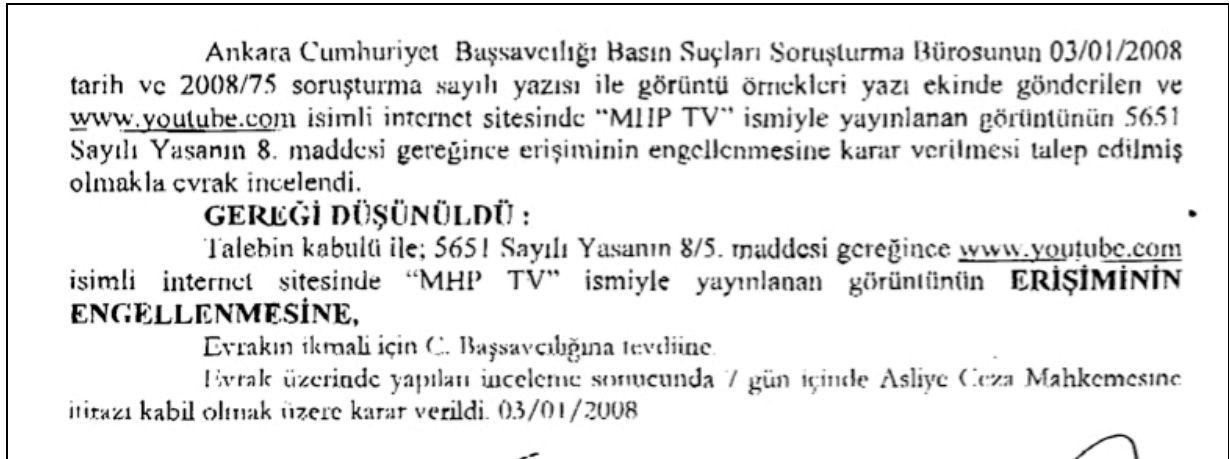 Ankara Cumhuriyet Başsavcılığı Basın Suçları Soruşturma Bürosunun 03/01/2008
tarih ve 2008/75 soruşturma sayılı yazısı ile görüntü örnekleri yazı ekinde gönderilen ve
www.youtube.com isimli internet sitesinde “MHP TV” ismiyle yayınlanan görüntünün 5651
Sayılı Yasanın 8. maddesi gereğince erişiminin engellenmesine karar verilmesi talep edilmiş
olmakla evrak incelendi.
GEREĞİ DÜŞÜNÜLDÜ :
Talebin kabulü ile; 5651 Sayılı Yasanın 8/5. maddesi gereğince www.youtube.com
isimli internet sitesinde “MHP TV” ismiyle yayınlanan görüntünün ERİŞİMİNİN
ENGELLENMESİNE,
Evrakın ikmali için C. Başsavcılığına tevdiine.
Evrak üzerinde yapılan inceleme sonucunda 7 gün içinde Asliye Ceza Mahkemesine
itirazı kabil olmak üzere karar verildi. 03/01/2008